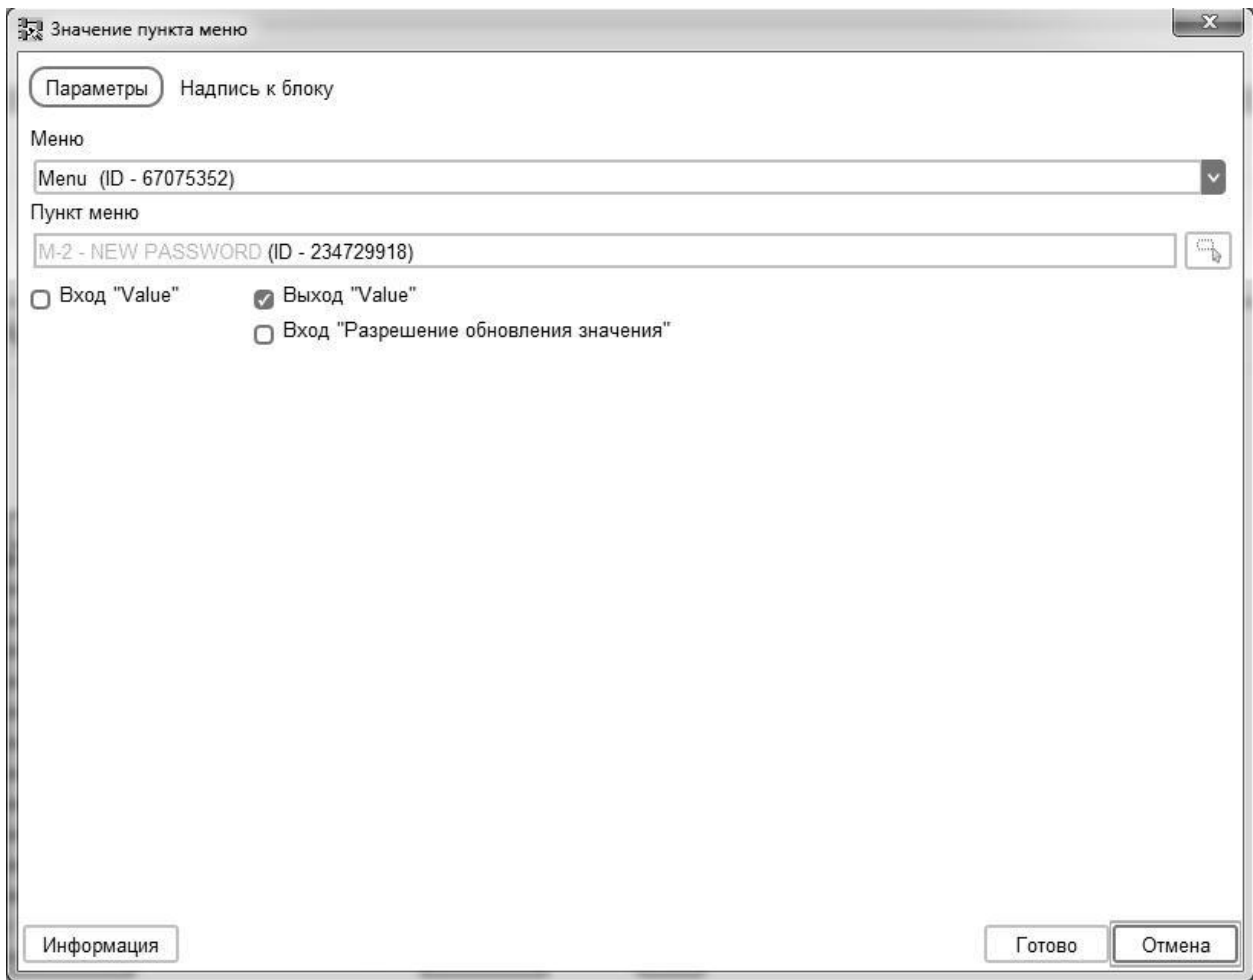 Значение пункта меню
Параметры Надпись к блоку
Меню
Menu (ID - 67075352)
Пункт меню
M-2 - NEW PASSWORD (ID - 234729918)
Вход "Value" Выход "Value"
Вход "Разрешение обновления значения"
Информация Готово Отмена